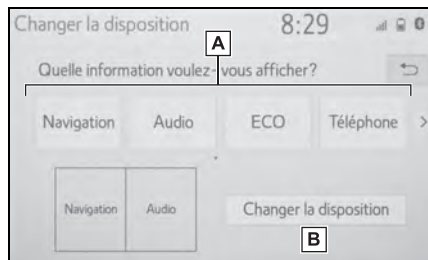 Changer la disposition 8:29 0
A
Quelle information voulez-vous afficher?
Navigation Audio ECO Téléphone >
Navigation Audio Changer la disposition
B